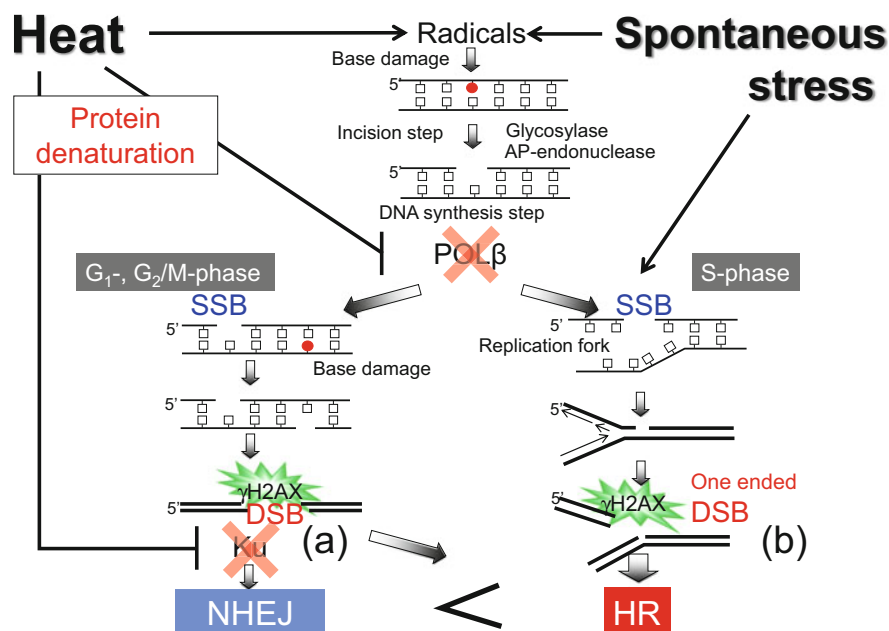 Heat
Radicals
Spontaneous
stress
Base damage
5’
Protein
denaturation
Incision step
Glycosylase
AP-endonuclease
5’
DNA synthesis step
POLβ
G₁-, G₂/M-phase
S-phase
SSB
SSB
5’
5’
Replication fork
Base damage
5’
5’
γH2AX
5’
DSB
(a)
Ku
NHEJ
5’
γH2AX
One ended
DSB
(b)
<
HR